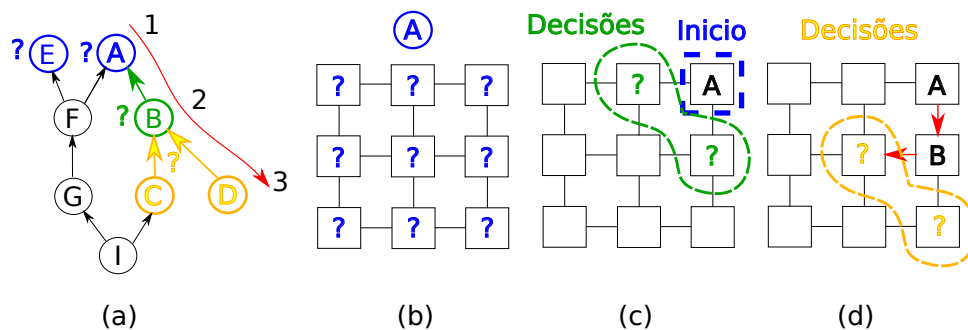 1
2
3
? E
? A
F
? B
?
G
C
D
I
(a)
A
? ? ?
? ? ?
? ? ?
(b)
Decisões
Inicio
? A
?
(c)
Decisões
A
? B
?
(d)